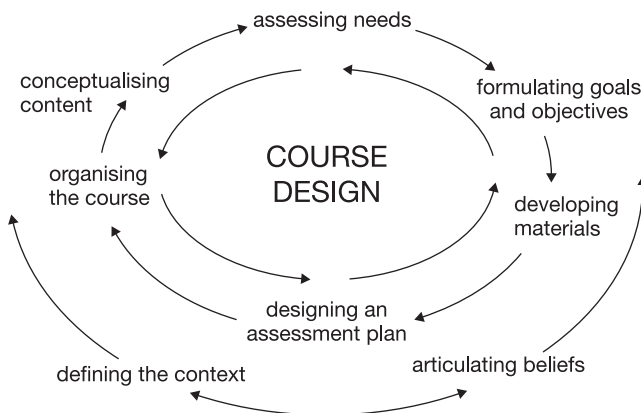 assessing needs
conceptualising
content
formulating goals
and objectives
COURSE
DESIGN
organising
the course
developing
materials
designing an
assessment plan
defining the context
articulating beliefs